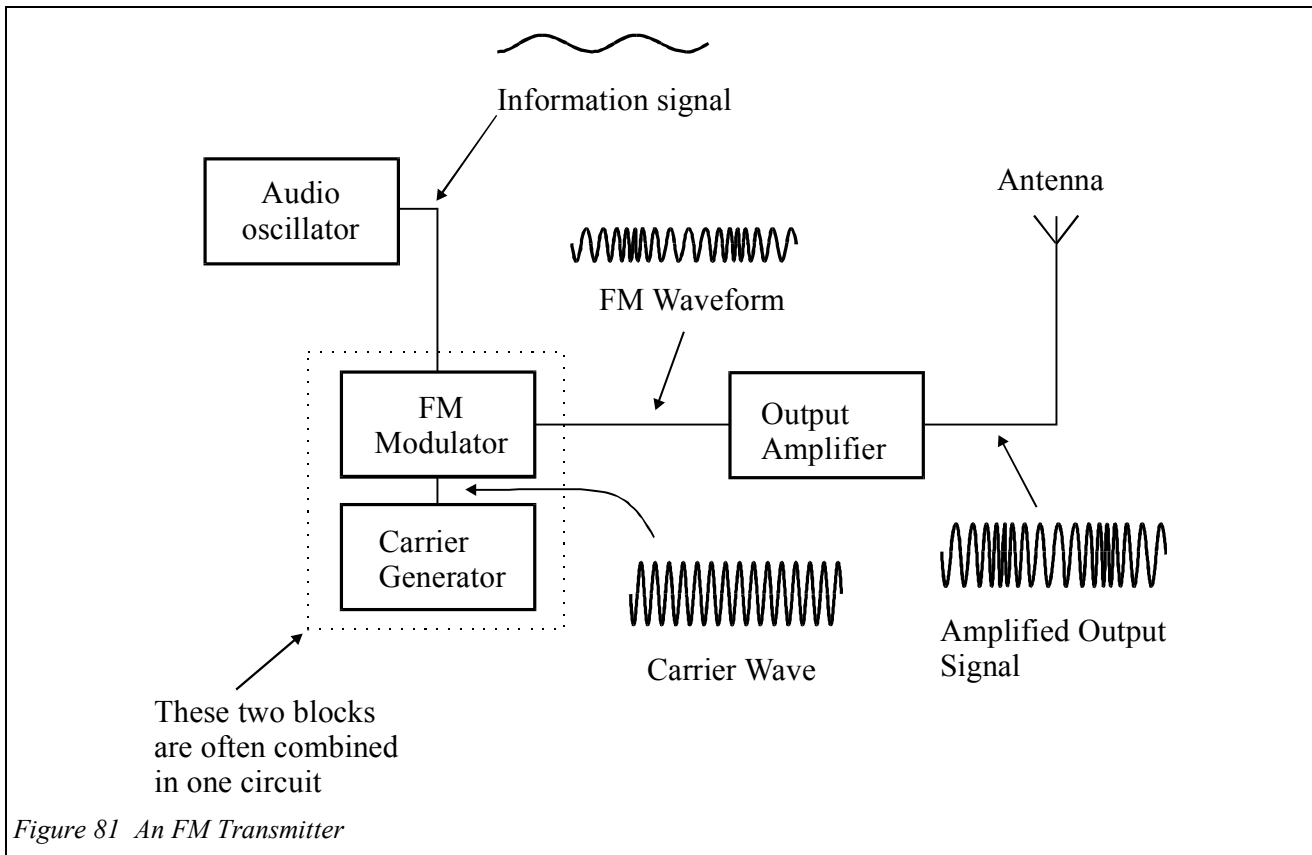 Information signal
Audio
oscillator
Antenna
FM Waveform
FM
Modulator
Output
Amplifier
Carrier
Generator
Carrier Wave
Amplified Output
Signal
These two blocks
are often combined
in one circuit
Figure 81 An FM Transmitter